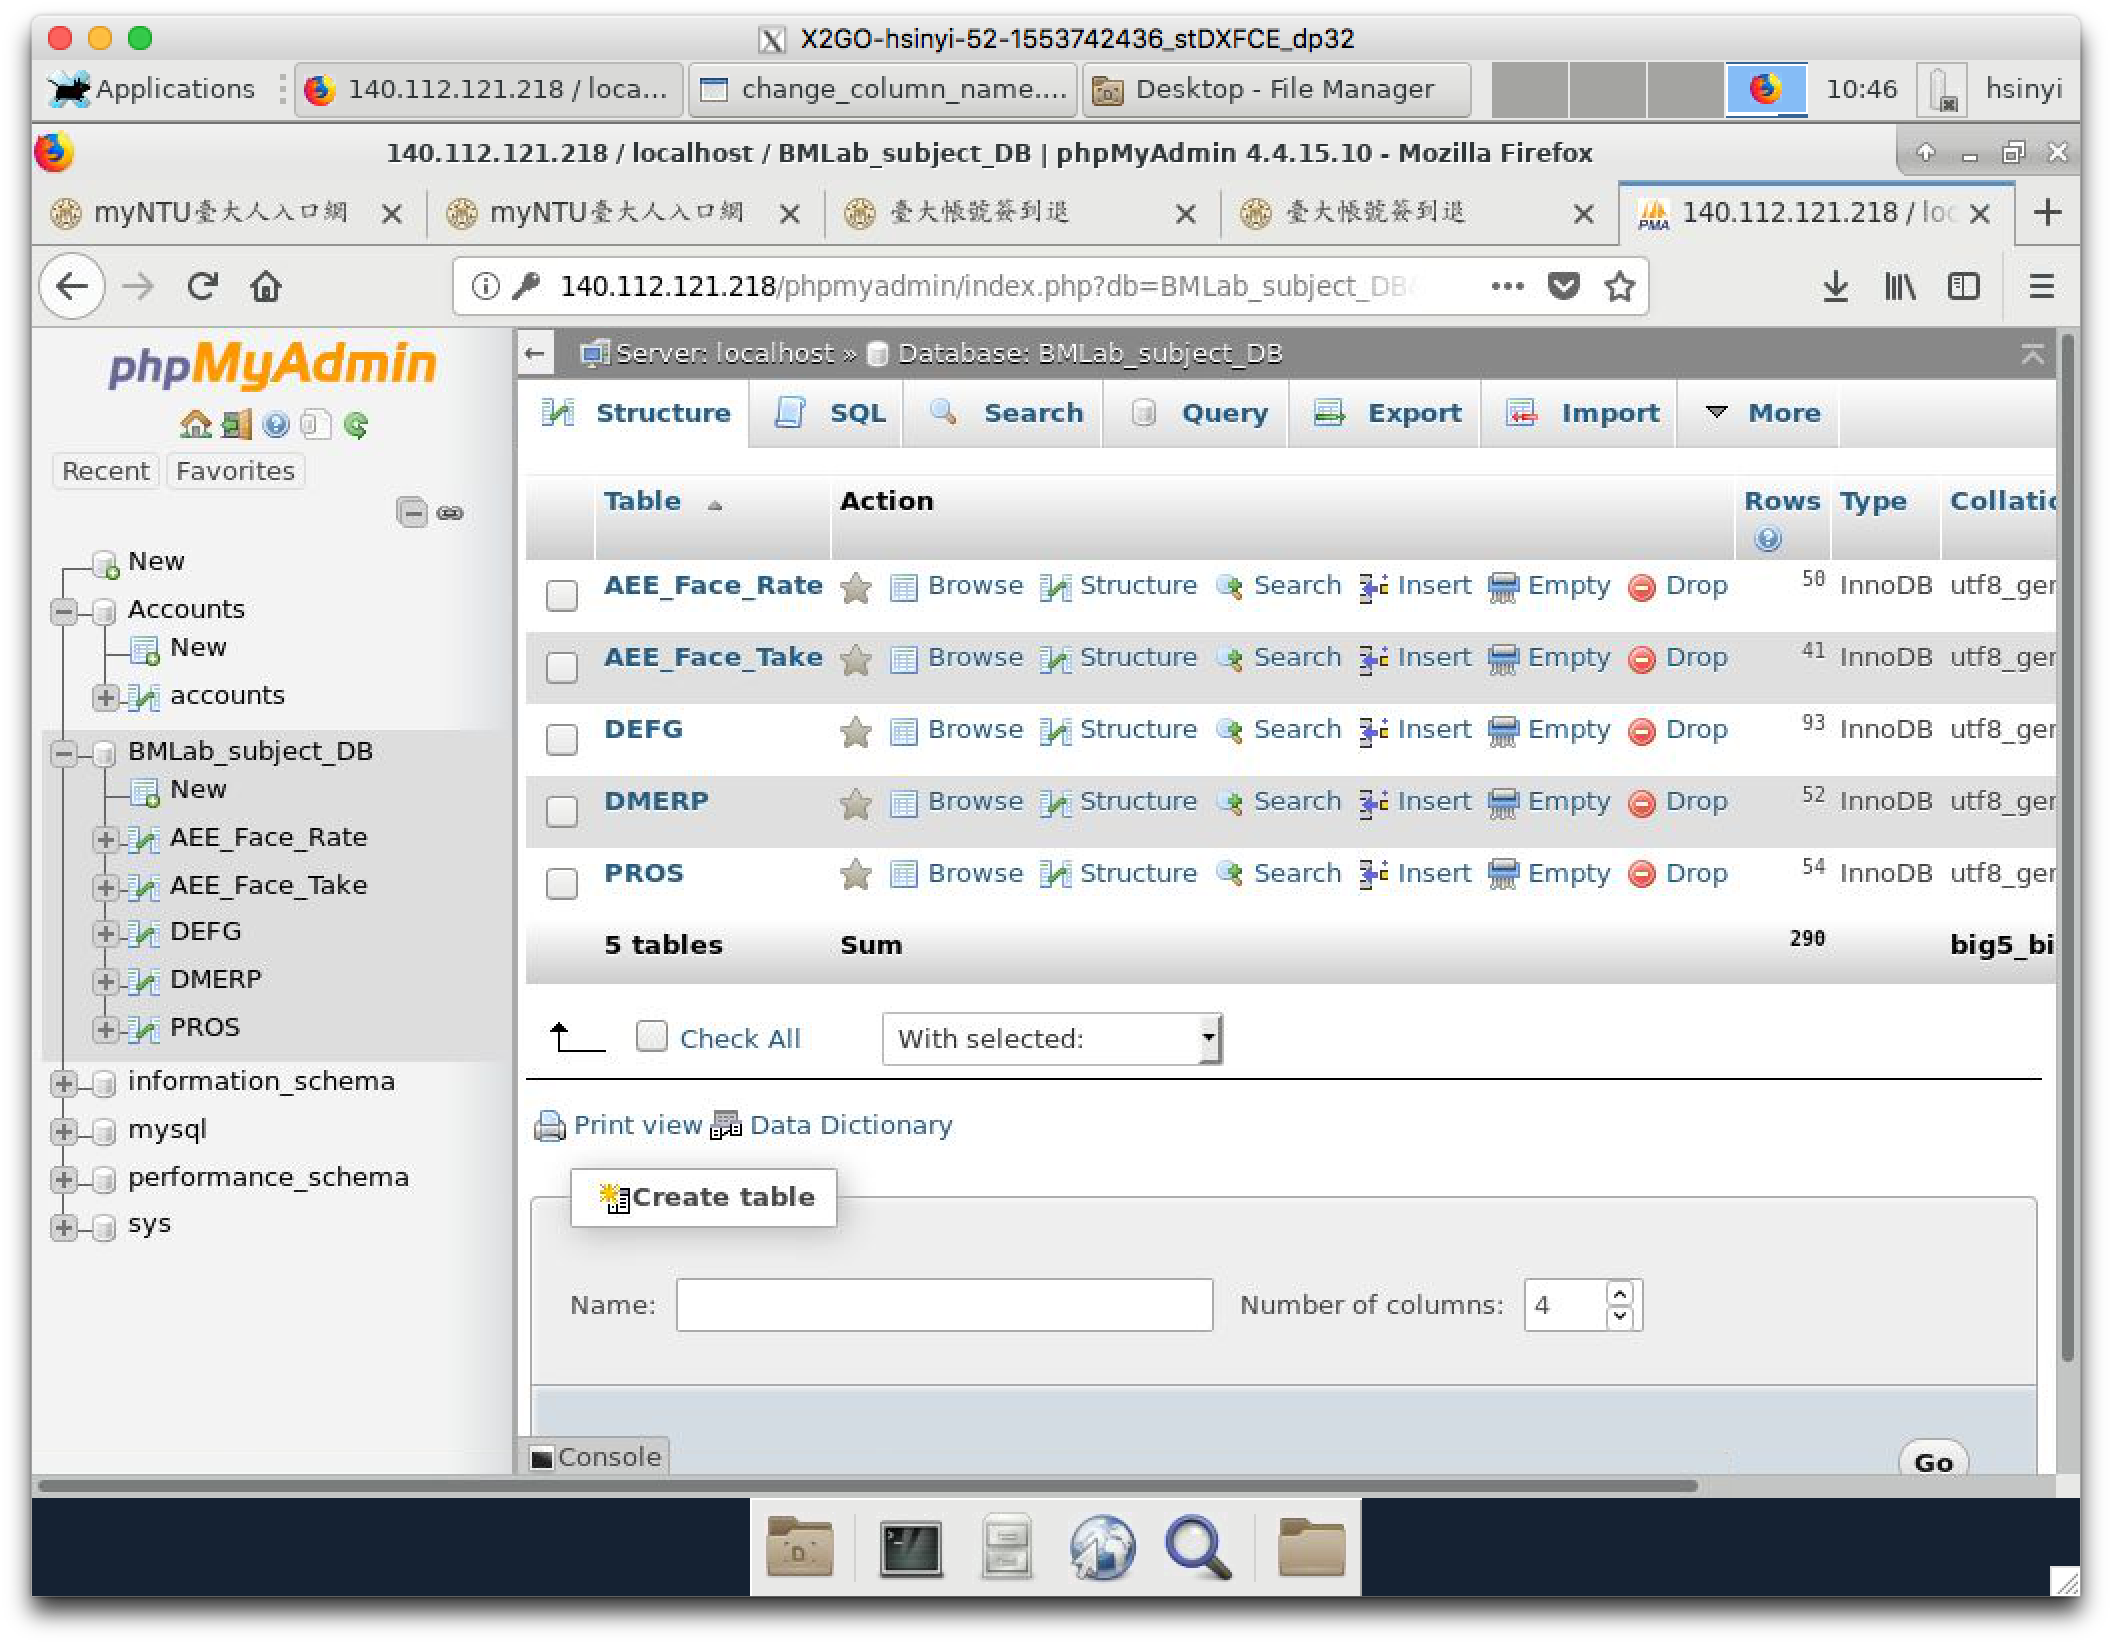 X2GO-hsinyi-52-1553742436_stDXFCE_dp32
Applications 140.112.121.218 / loca... change_column_name.... Desktop - File Manager 10:46 hsinyi
140.112.121.218 / localhost / BMLab_subject_DB | phpMyAdmin 4.4.15.10 - Mozilla Firefox
myNTU臺大人入口網 myNTU臺大人入口網 臺大帳號簽到退 臺大帳號簽到退 PMA 140.112.121.218 / loc
140.112.121.218/phpmyadmin/index.php?db=BMLab_subject_DB
phpMyAdmin
Recent Favorites
New
Accounts
New
accounts
BMLab_subject_DB
New
AEE_Face_Rate
AEE_Face_Take
DEFG
DMERP
PROS
information_schema
mysql
performance_schema
sys
Server: localhost » Database: BMLab_subject_DB
Structure SQL Search Query Export Import More
Table Action Rows Type Collatio
AEE_Face_Rate Browse Structure Search Insert Empty Drop 50 InnoDB utf8_ger
AEE_Face_Take Browse Structure Search Insert Empty Drop 41 InnoDB utf8_ger
DEFG Browse Structure Search Insert Empty Drop 93 InnoDB utf8_ger
DMERP Browse Structure Search Insert Empty Drop 52 InnoDB utf8_ger
PROS Browse Structure Search Insert Empty Drop 54 InnoDB utf8_ger
5 tables Sum 290 big5_bi
Check All With selected:
Print view Data Dictionary
Create table
Name: Number of columns: 4
Console
Go